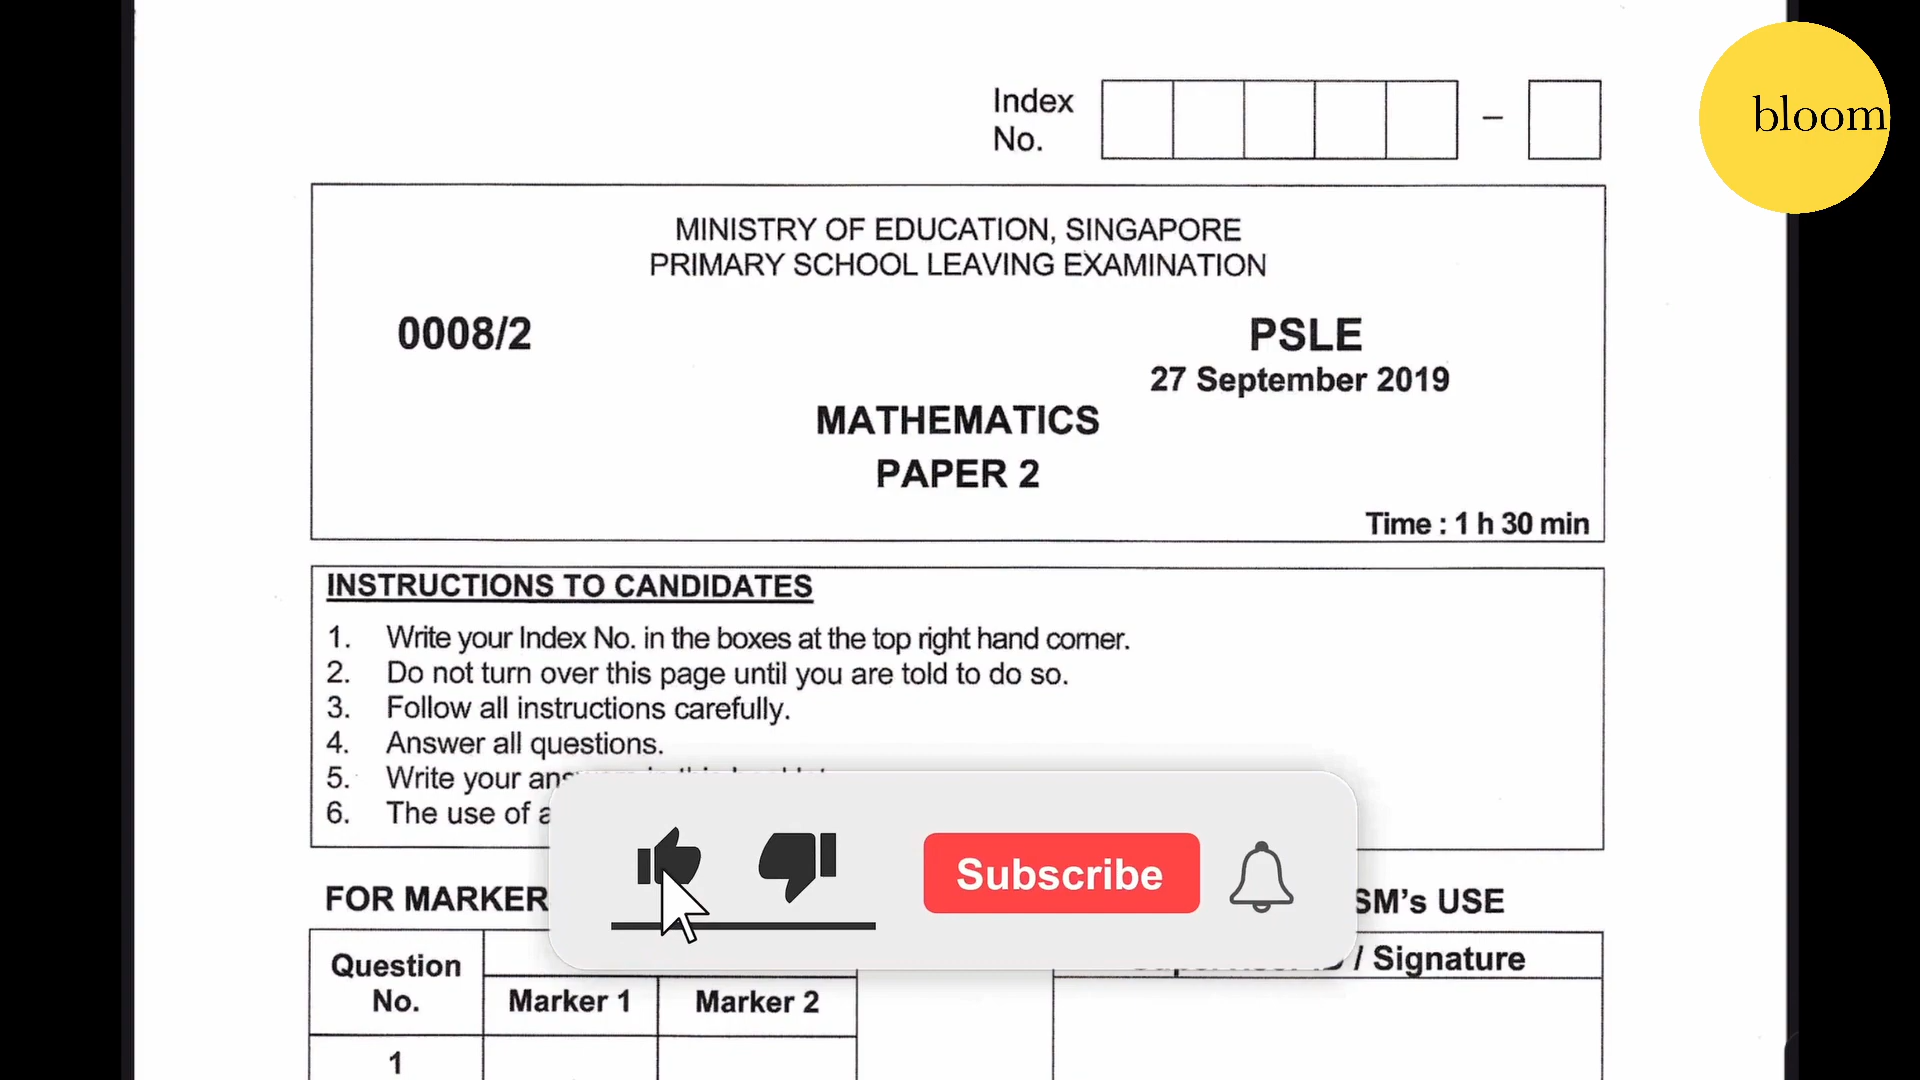 bloom
Index
No.
–
MINISTRY OF EDUCATION, SINGAPORE
PRIMARY SCHOOL LEAVING EXAMINATION
0008/2
PSLE
27 September 2019
MATHEMATICS
PAPER 2
Time : 1 h 30 min
INSTRUCTIONS TO CANDIDATES
1. Write your Index No. in the boxes at the top right hand corner.
2. Do not turn over this page until you are told to do so.
3. Follow all instructions carefully.
4. Answer all questions.
5. Write your
6. The use of
Subscribe
FOR MARKER
SM's USE
/ Signature
Question
No.
Marker 1
Marker 2
1